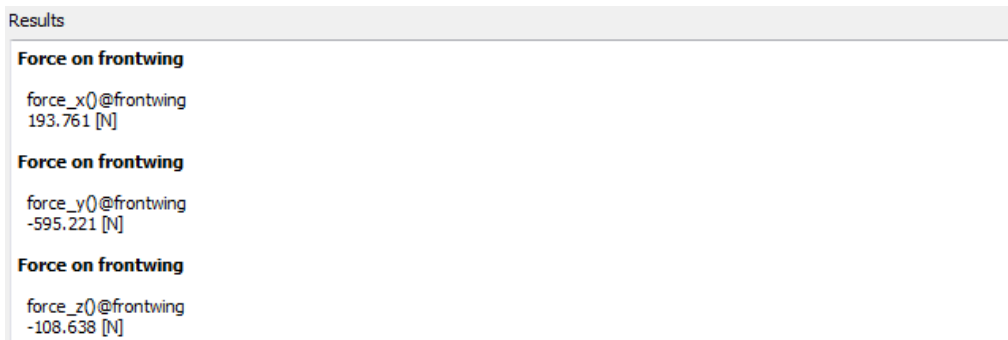 Results
Force on frontwing
force_x()@frontwing
193.761 [N]
Force on frontwing
force_y()@frontwing
-595.221 [N]
Force on frontwing
force_z()@frontwing
-108.638 [N]